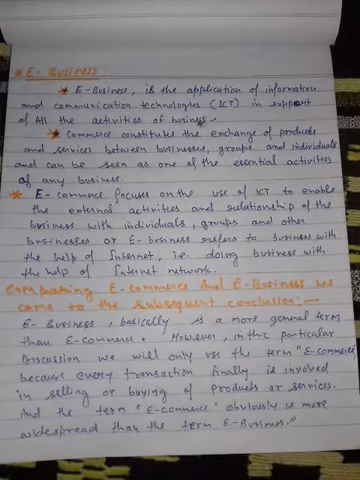 * E- Business:
* E-Business, is the application of information
and communication technologies (ICT) in support
of All the activities of business.
* Commerce constitutes the exchange of products
and services between businesses, groups and individuals
and can be seen as one of the essential activities
of any business.
* E- commerce focuses on the use of ICT to enable
the external activities and relationship of the
business with individuals, groups and other
businesses or E-business refers to business with
the help of Internet, i.e. doing business with
the help of Internet network.
Comparing E-commerce And E-Business we
came to the subsequent conclusion:-
E- Business, basically is a more general term
than E-commerce. However, in this particular
Discussion we will only use the term "E-commerce
because every transaction finally is involved
in selling or buying of products or services.
And the term "E-commerce" obviously is more
widespread than the term E-Business."